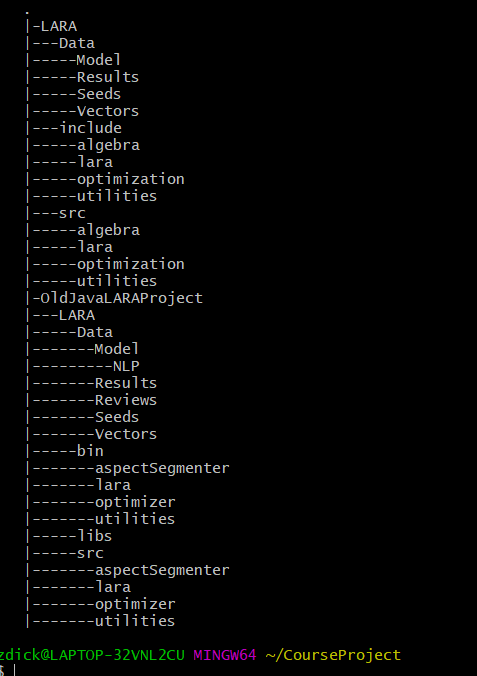 .
|-LARA
|---Data
|-----Model
|-----Results
|-----Seeds
|-----Vectors
|---include
|-----algebra
|-----lara
|-----optimization
|-----utilities
|---src
|-----algebra
|-----lara
|-----optimization
|-----utilities
|-OldJavaLARAProject
|---LARA
|-----Data
|-------Model
|---------NLP
|-------Results
|-------Reviews
|-------Seeds
|-------Vectors
|-----bin
|-------aspectSegmenter
|-------lara
|-------optimizer
|-------utilities
|-----libs
|-----src
|-------aspectSegmenter
|-------lara
|-------optimizer
|-------utilities
zdick@LAPTOP-32VNL2CU MINGW64 ~/CourseProject
$